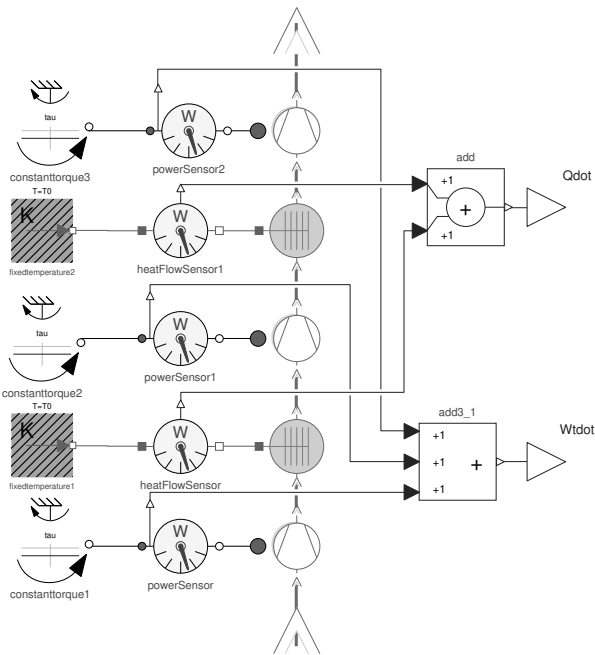 tau
W
constanttorque3
powerSensor2
add
+1
+
+1
Qdot
T=T0
K
fixedtemperature2
W
heatFlowSensor1
tau
W
constanttorque2
powerSensor1
T=T0
K
fixedtemperature1
W
heatFlowSensor
add3_1
+1
+1
+
+1
Wtdot
tau
W
constanttorque1
powerSensor